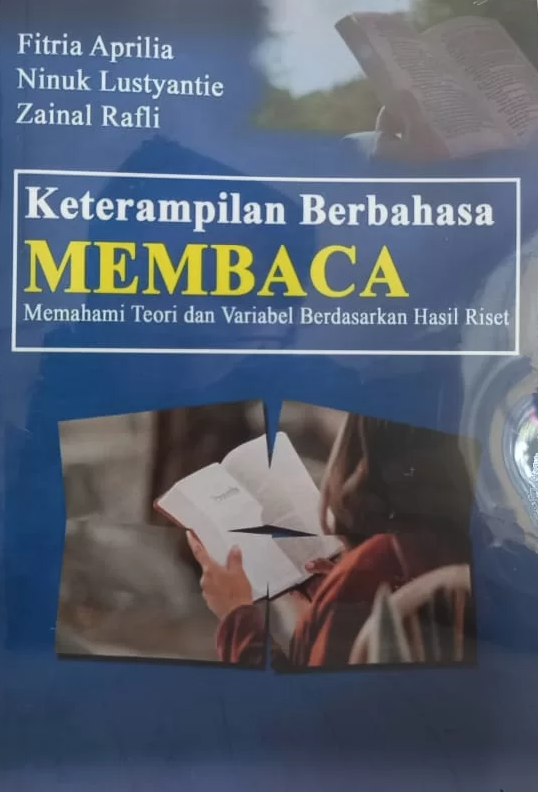 Fitria Aprilia
Ninuk Lustyantie
Zainal Rafli
Keterampilan Berbahasa
MEMBACA
Memahami Teori dan Variabel Berdasarkan Hasil Riset